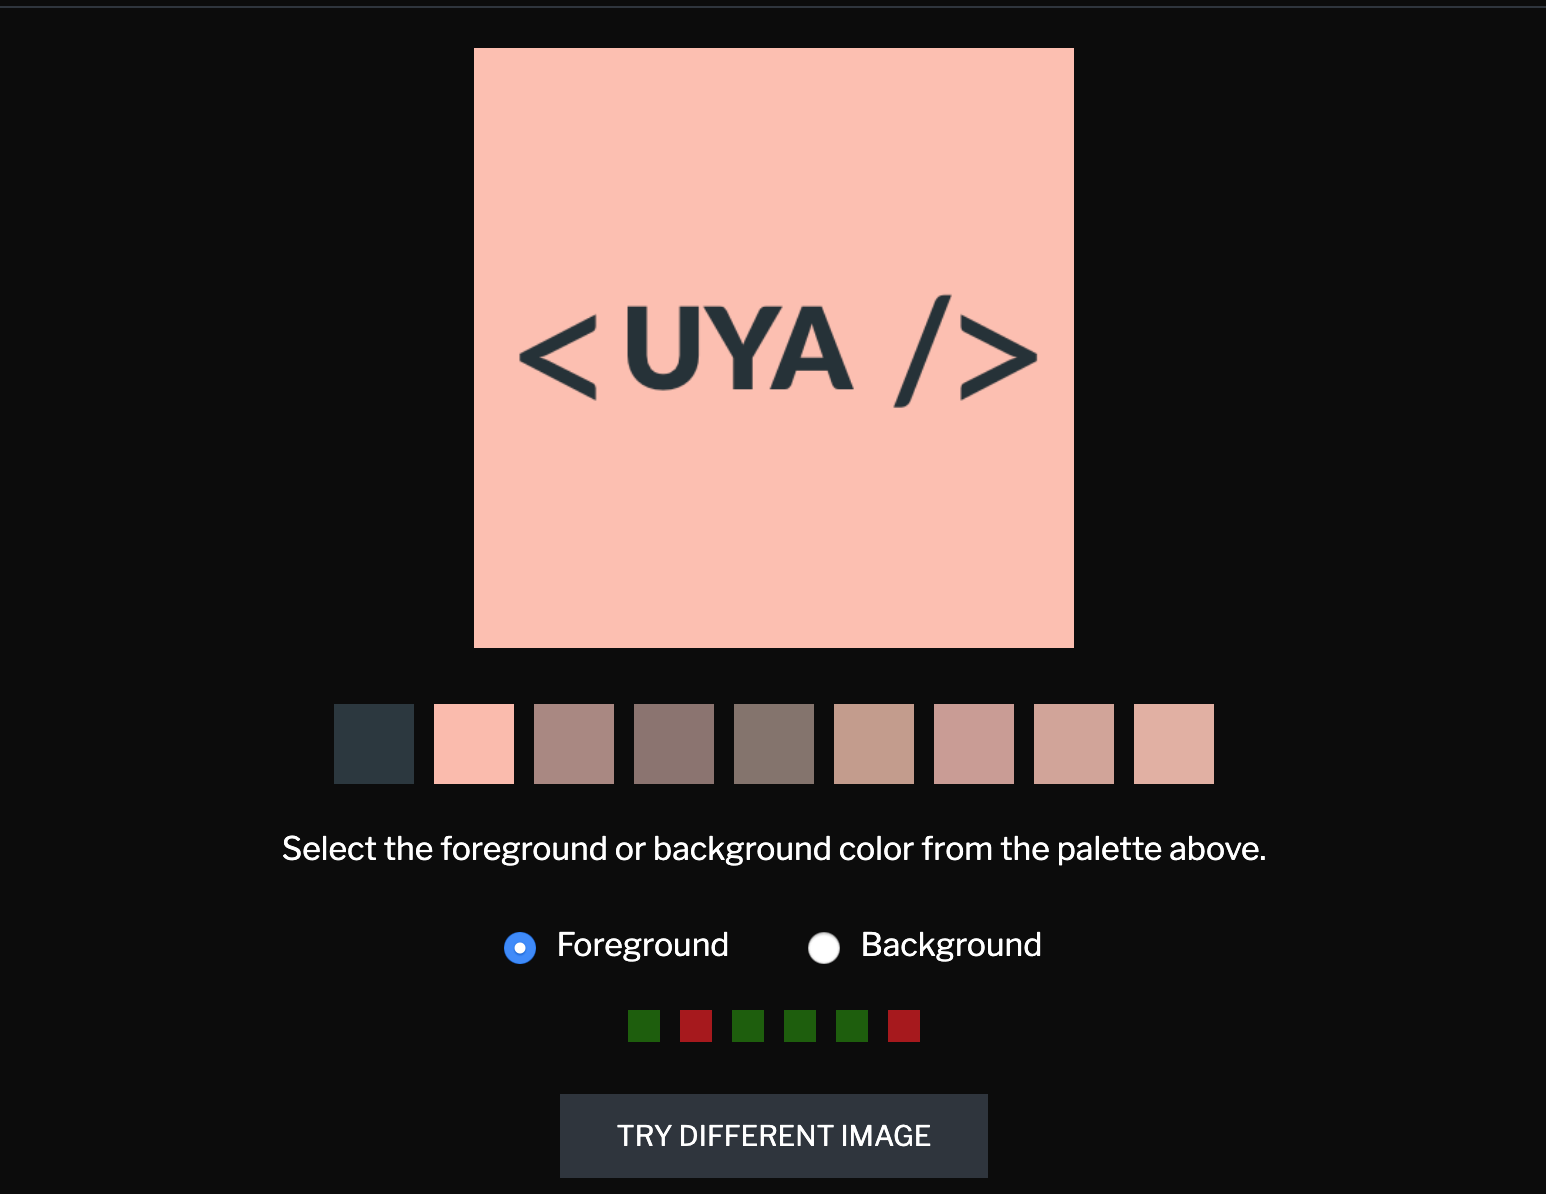 <UYA />
Select the foreground or background color from the palette above.
Foreground Background
TRY DIFFERENT IMAGE